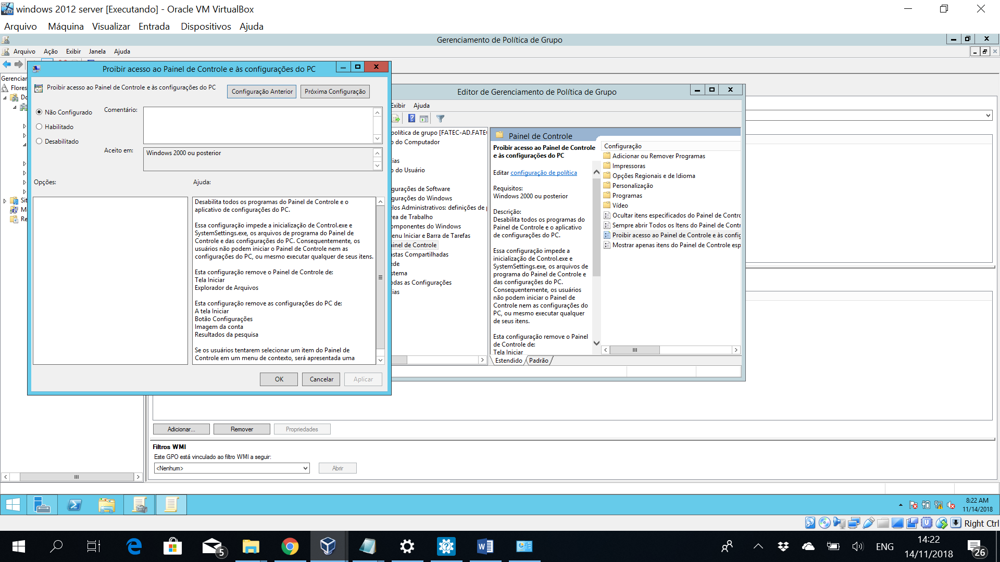 windows 2012 server [Executando] - Oracle VM VirtualBox
Arquivo Máquina Visualizar Entrada Dispositivos Ajuda
Gerenciamento de Política de Grupo
Arquivo Ação Exibir Janela Ajuda
Gerenciar
Flores
Do
Sit
M
Re
Proibir acesso ao Painel de Controle e às configurações do PC
Proibir acesso ao Painel de Controle e às configurações do PC
Configuração Anterior
Próxima Configuração
Não Configurado
Habilitado
Desabilitado
Comentário:
Aceito em:
Windows 2000 ou posterior
Opções:
Ajuda:
Desabilita todos os programas do Painel de Controle e o
aplicativo de configurações do PC.
Essa configuração impede a inicialização de Control.exe e
SystemSettings.exe, os arquivos de programa do Painel de
Controle e das configurações do PC. Consequentemente, os
usuários não podem iniciar o Painel de Controle nem as
configurações do PC, ou mesmo executar qualquer de seus itens.
Esta configuração remove o Painel de Controle de:
Tela Iniciar
Explorador de Arquivos
Esta configuração remove as configurações do PC de:
A tela Iniciar
Botão Configurações
Imagem da conta
Resultados da pesquisa
Se os usuários tentarem selecionar um item do Painel de
Controle em um menu de contexto, será apresentada uma
OK
Cancelar
Aplicar
Editor de Gerenciamento de Política de Grupo
Exibir Ajuda
política de grupo [FATEC-AD.FATE
o do Computador
ias
o do Usuário
gurações de Software
gurações do Windows
los Administrativos: definições de
rea de Trabalho
omponentes do Windows
enu Iniciar e Barra de Tarefas
inel de Controle
stas Compartilhadas
ede
stema
odas as Configurações
ias
Painel de Controle
Proibir acesso ao Painel de Controle
e às configurações do PC
Editar configuração de política
Requisitos:
Windows 2000 ou posterior
Descrição:
Desabilita todos os programas do
Painel de Controle e o aplicativo
de configurações do PC.
Essa configuração impede a
inicialização de Control.exe e
SystemSettings.exe, os arquivos de
programa do Painel de Controle e
das configurações do PC.
Consequentemente, os usuários
não podem iniciar o Painel de
Controle nem as configurações do
PC, ou mesmo executar qualquer
de seus itens.
Esta configuração remove o Painel
de Controle de:
Tela Iniciar
Configuração
Adicionar ou Remover Programas
Impressoras
Opções Regionais e de Idioma
Personalização
Programas
Vídeo
Ocultar itens especificados do Painel de Contro
Sempre abrir Todos os Itens do Painel de Contr
Proibir acesso ao Painel de Controle e às config
Mostrar apenas itens do Painel de Controle esp
Estendido
Padrão
Adicionar...
Remover
Propriedades
Filtros WMI
Este GPO está vinculado ao filtro WMI a seguir:
<Nenhum>
Abrir
8:22 AM
11/14/2018
Right Ctrl
5
ENG
14:22
14/11/2018
26